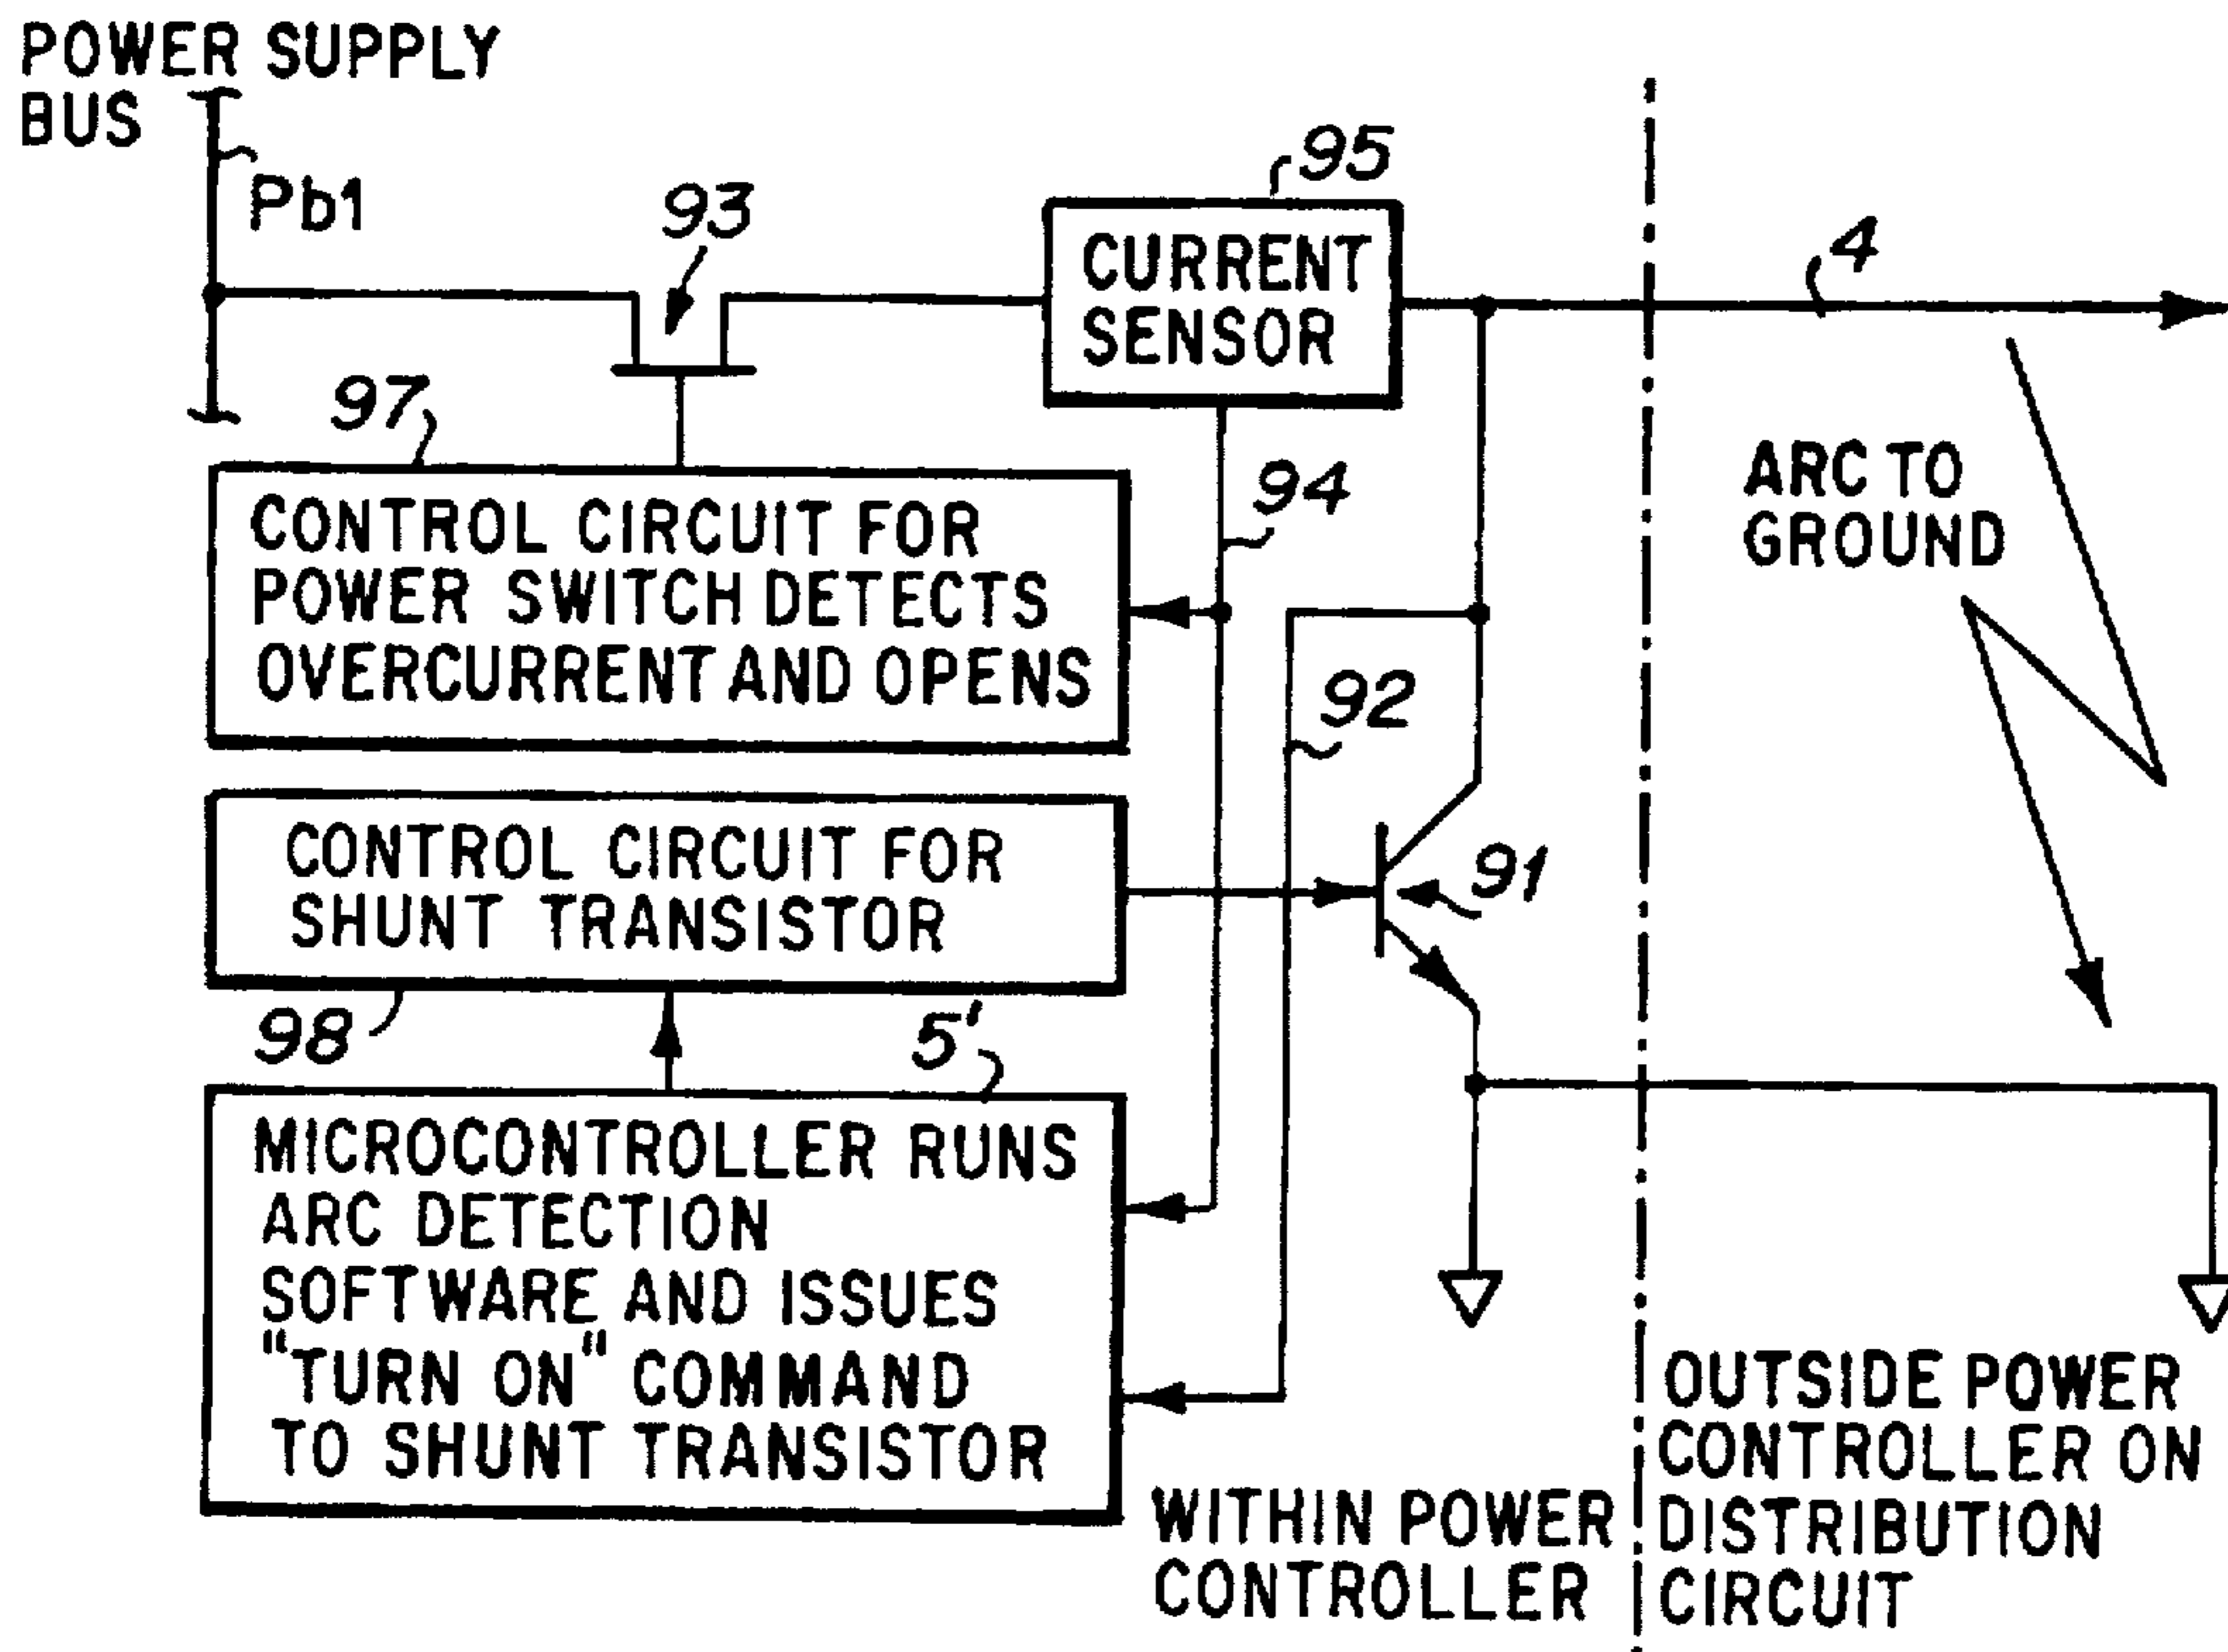 POWER SUPPLY
BUS
Pb1
93
95
CURRENT
SENSOR
4
97
CONTROL CIRCUIT FOR
POWER SWITCH DETECTS
OVERCURRENT AND OPENS
94
ARC TO
GROUND
92
CONTROL CIRCUIT FOR
SHUNT TRANSISTOR
91
98
5'
MICROCONTROLLER RUNS
ARC DETECTION
SOFTWARE AND ISSUES
"TURN ON" COMMAND
TO SHUNT TRANSISTOR
WITHIN POWER
CONTROLLER
OUTSIDE POWER
CONTROLLER ON
DISTRIBUTION
CIRCUIT